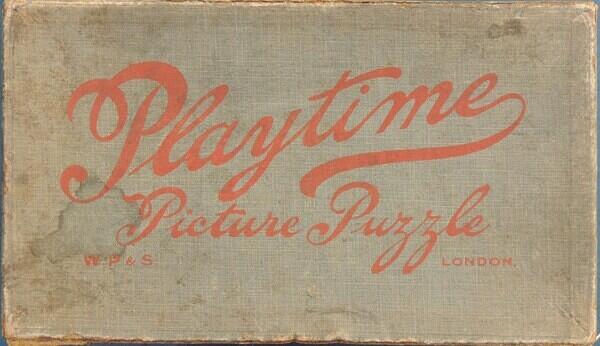 Playtime
Picture Puzzle
W. P & S. LONDON.